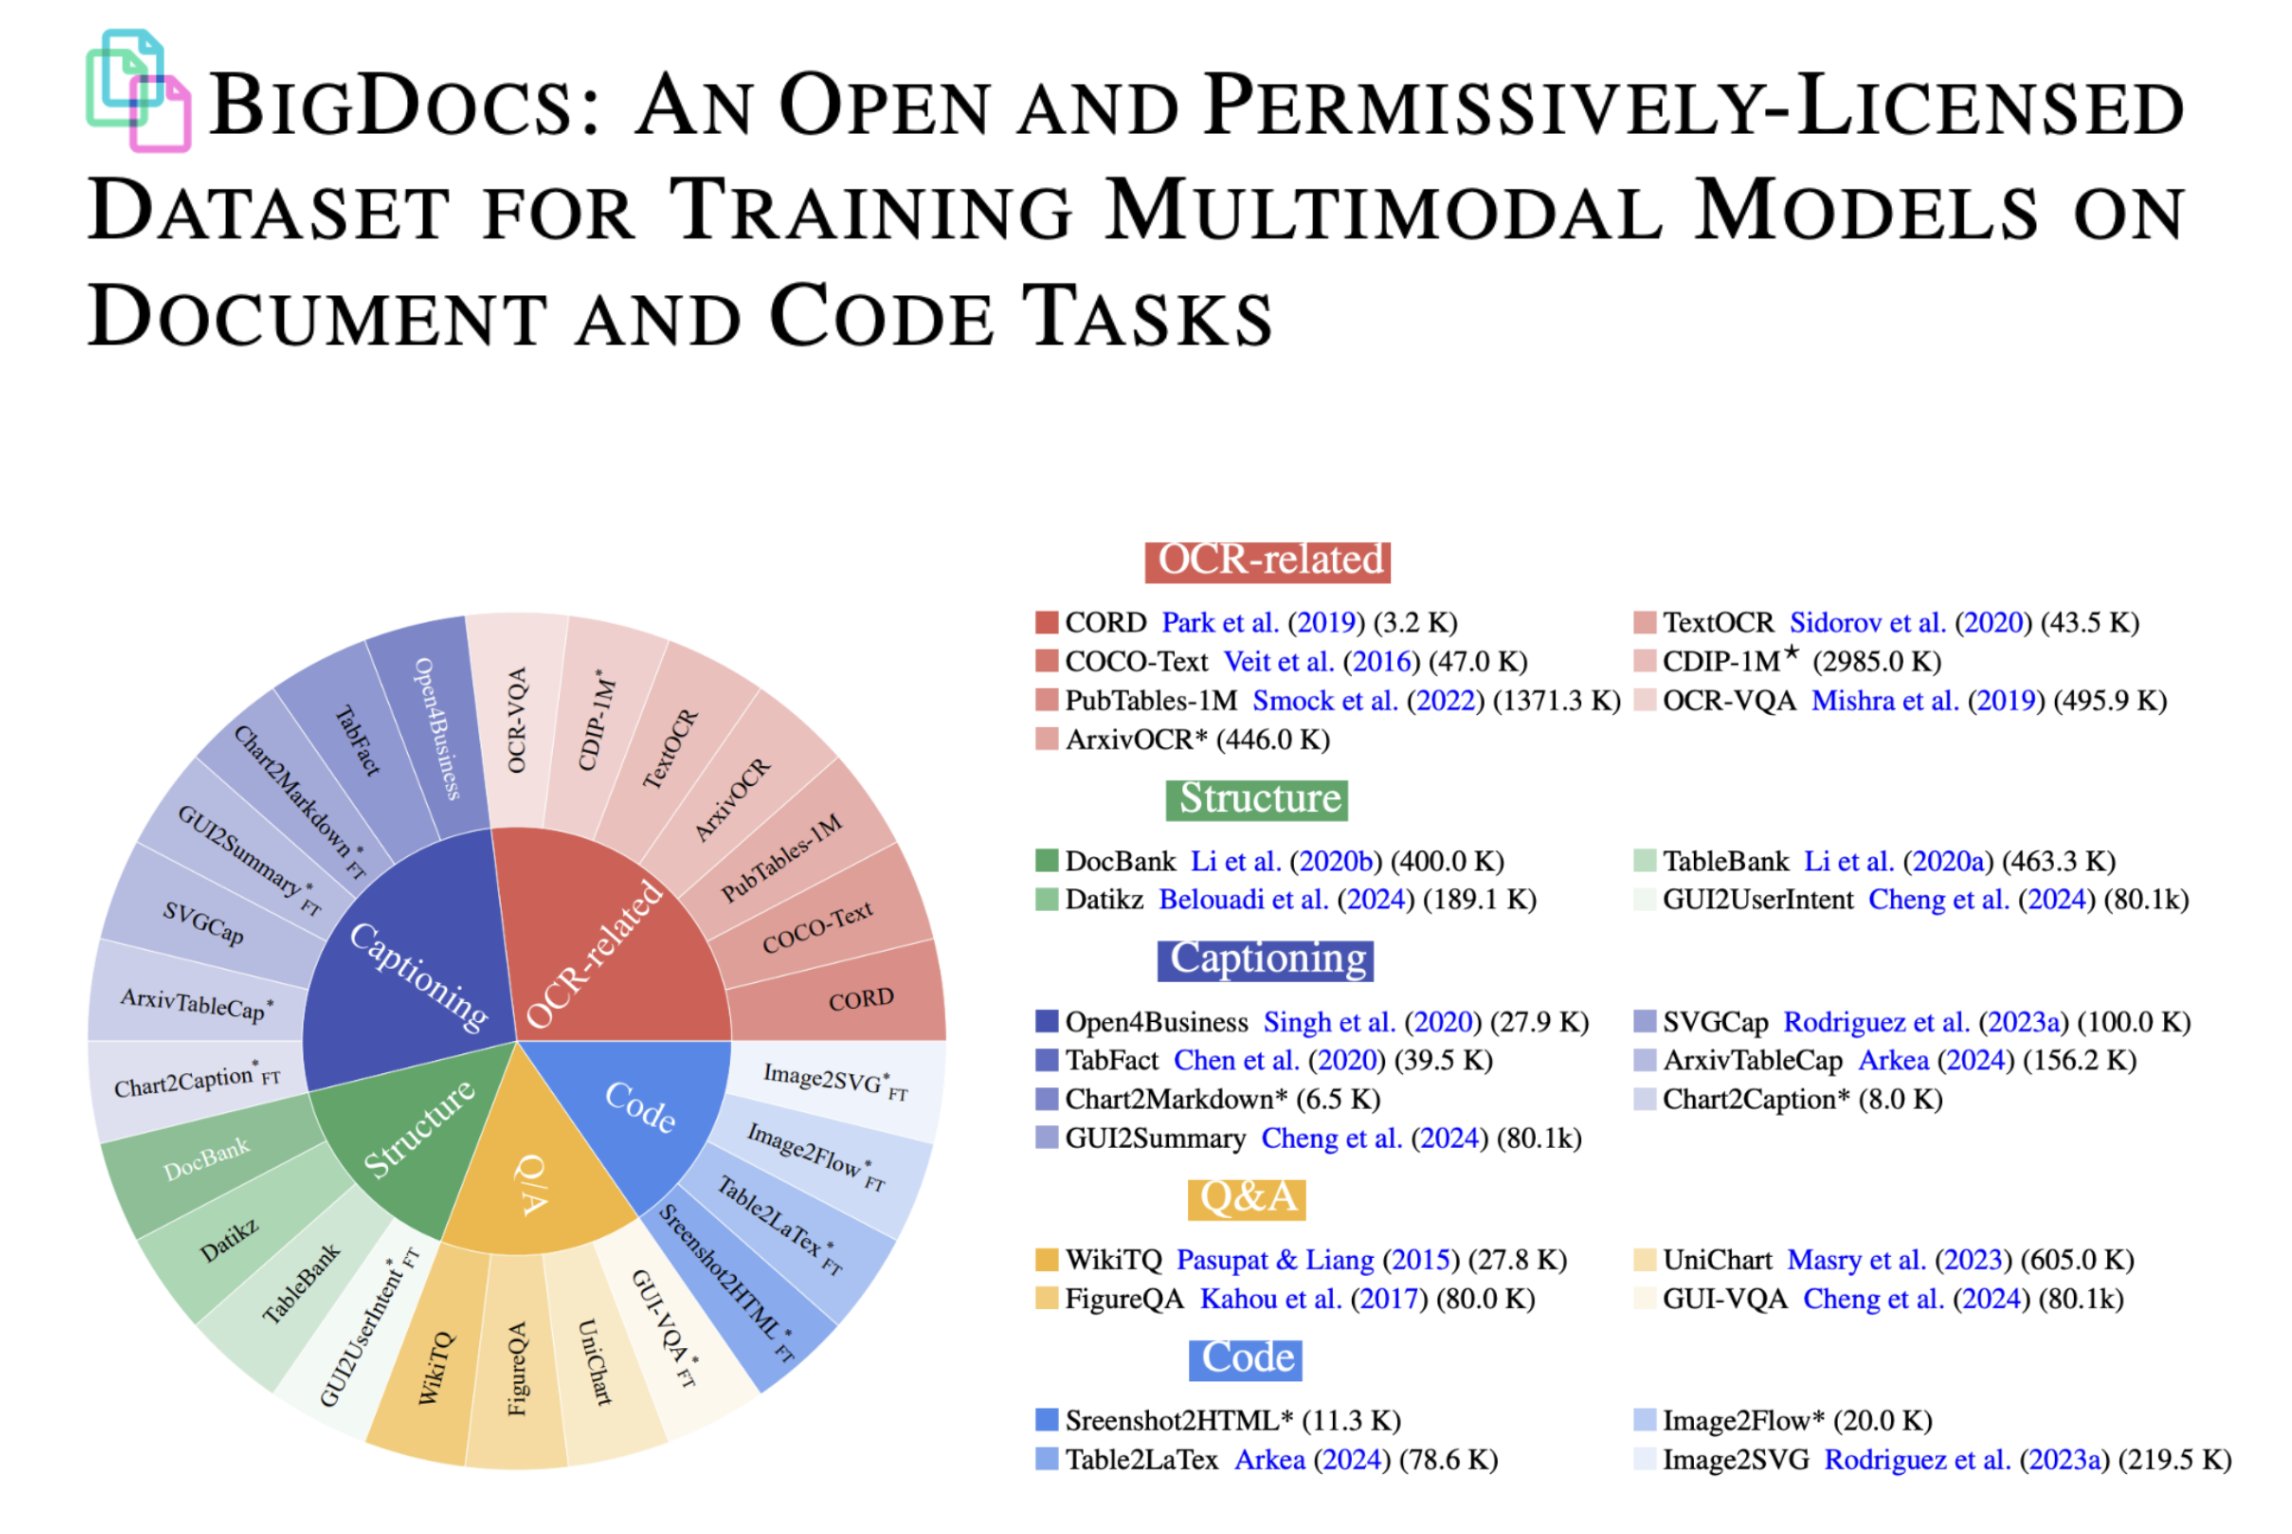 BIGDOCS: AN OPEN AND PERMISSIVELY-LICENSED
DATASET FOR TRAINING MULTIMODAL MODELS ON
DOCUMENT AND CODE TASKS
OCR-related
Captioning
Structure
Q/A
Code
OCR-VQA
CDIP-1M*
TextOCR
ArxivOCR
PubTables-1M
COCO-Text
CORD
Image2SVG*FT
Image2Flow*FT
Table2LaTex*FT
Sreenshot2HTML*FT
GUI-VQA*FT
UniChart
FigureQA
WikiTQ
GUI2UserIntent*FT
TableBank
Datikz
DocBank
Chart2Caption*FT
ArxivTableCap*
SVGCap
GUI2Summary*FT
Chart2Markdown*FT
TabFact
Open4Business
OCR-related
CORD Park et al. (2019) (3.2 K)
TextOCR Sidorov et al. (2020) (43.5 K)
COCO-Text Veit et al. (2016) (47.0 K)
CDIP-1M★ (2985.0 K)
PubTables-1M Smock et al. (2022) (1371.3 K)
OCR-VQA Mishra et al. (2019) (495.9 K)
ArxivOCR* (446.0 K)
Structure
DocBank Li et al. (2020b) (400.0 K)
TableBank Li et al. (2020a) (463.3 K)
Datikz Belouadi et al. (2024) (189.1 K)
GUI2UserIntent Cheng et al. (2024) (80.1k)
Captioning
Open4Business Singh et al. (2020) (27.9 K)
SVGCap Rodriguez et al. (2023a) (100.0 K)
TabFact Chen et al. (2020) (39.5 K)
ArxivTableCap Arkea (2024) (156.2 K)
Chart2Markdown* (6.5 K)
Chart2Caption* (8.0 K)
GUI2Summary Cheng et al. (2024) (80.1k)
Q&A
WikiTQ Pasupat & Liang (2015) (27.8 K)
UniChart Masry et al. (2023) (605.0 K)
FigureQA Kahou et al. (2017) (80.0 K)
GUI-VQA Cheng et al. (2024) (80.1k)
Code
Sreenshot2HTML* (11.3 K)
Image2Flow* (20.0 K)
Table2LaTex Arkea (2024) (78.6 K)
Image2SVG Rodriguez et al. (2023a) (219.5 K)